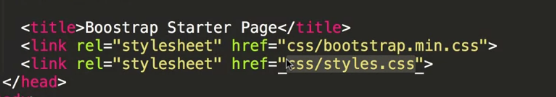 <title>Boostrap Starter Page</title>
<link rel="stylesheet" href="css/bootstrap.min.css">
<link rel="stylesheet" href="css/styles.css">
</head>